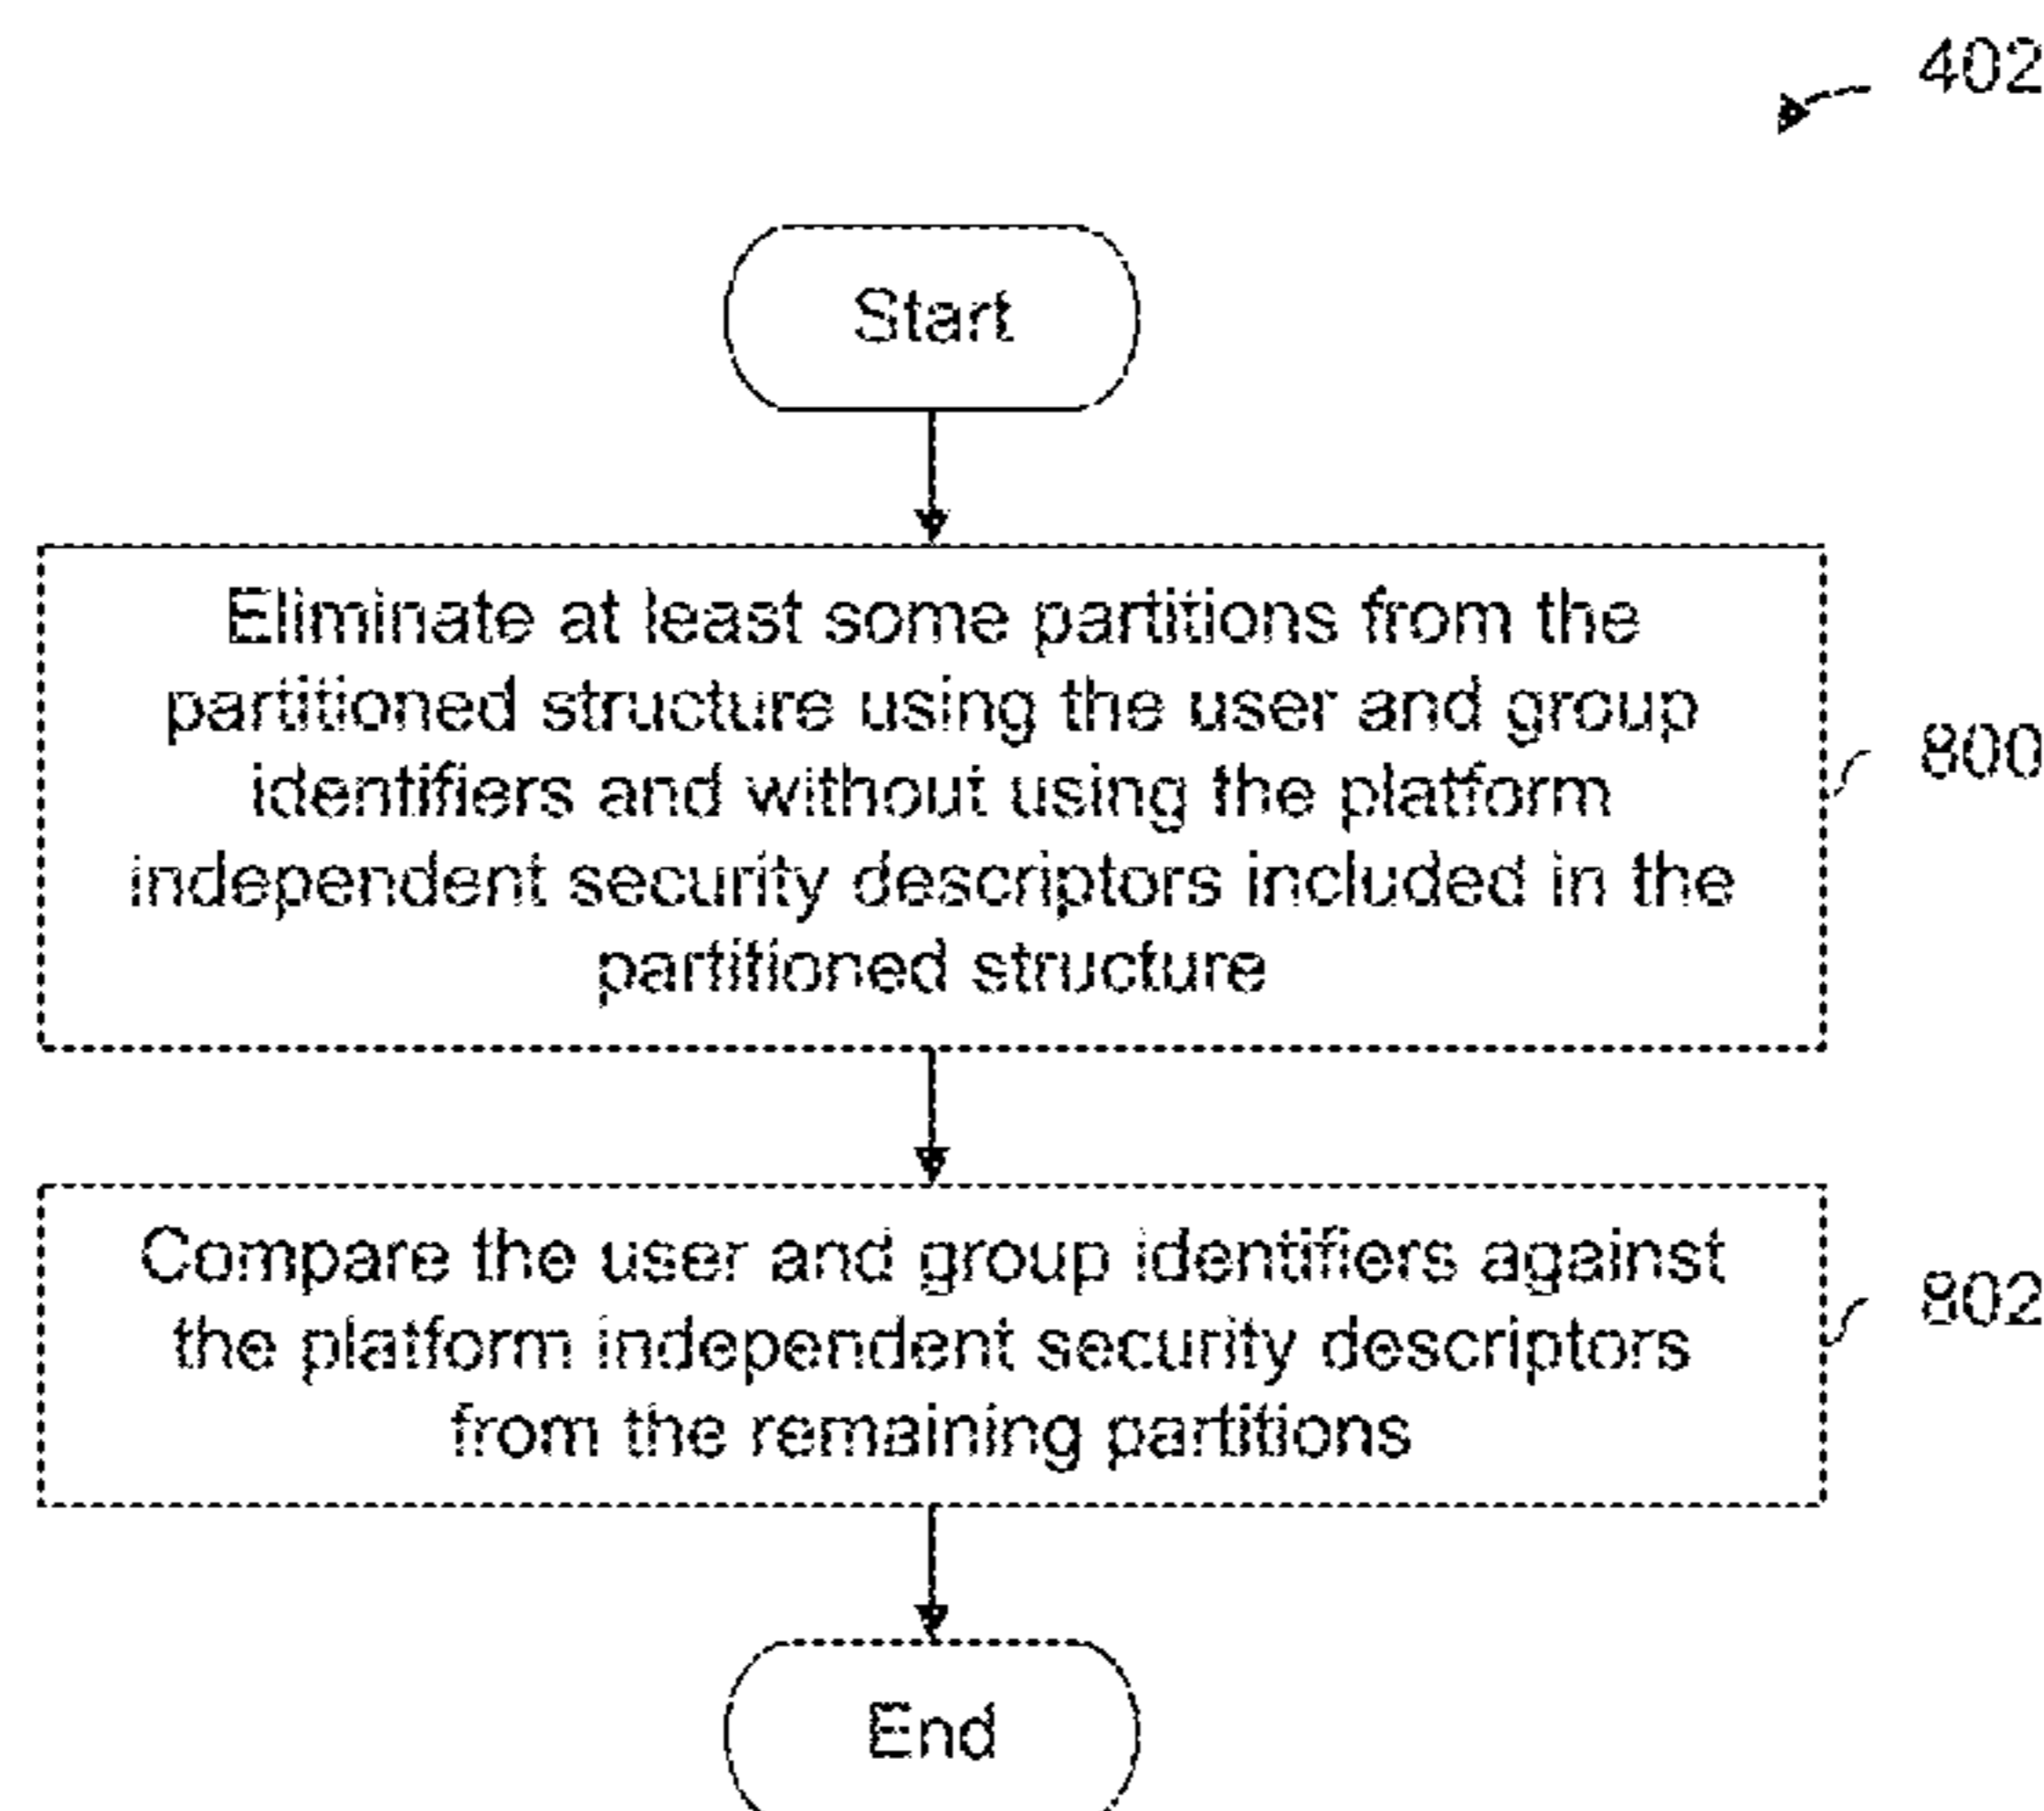 402
Start
Eliminate at least some partitions from the
partitioned structure using the user and group
identifiers and without using the platform
independent security descriptors included in the
partitioned structure
800
Compare the user and group identifiers against
the platform independent security descriptors
from the remaining partitions
802
End